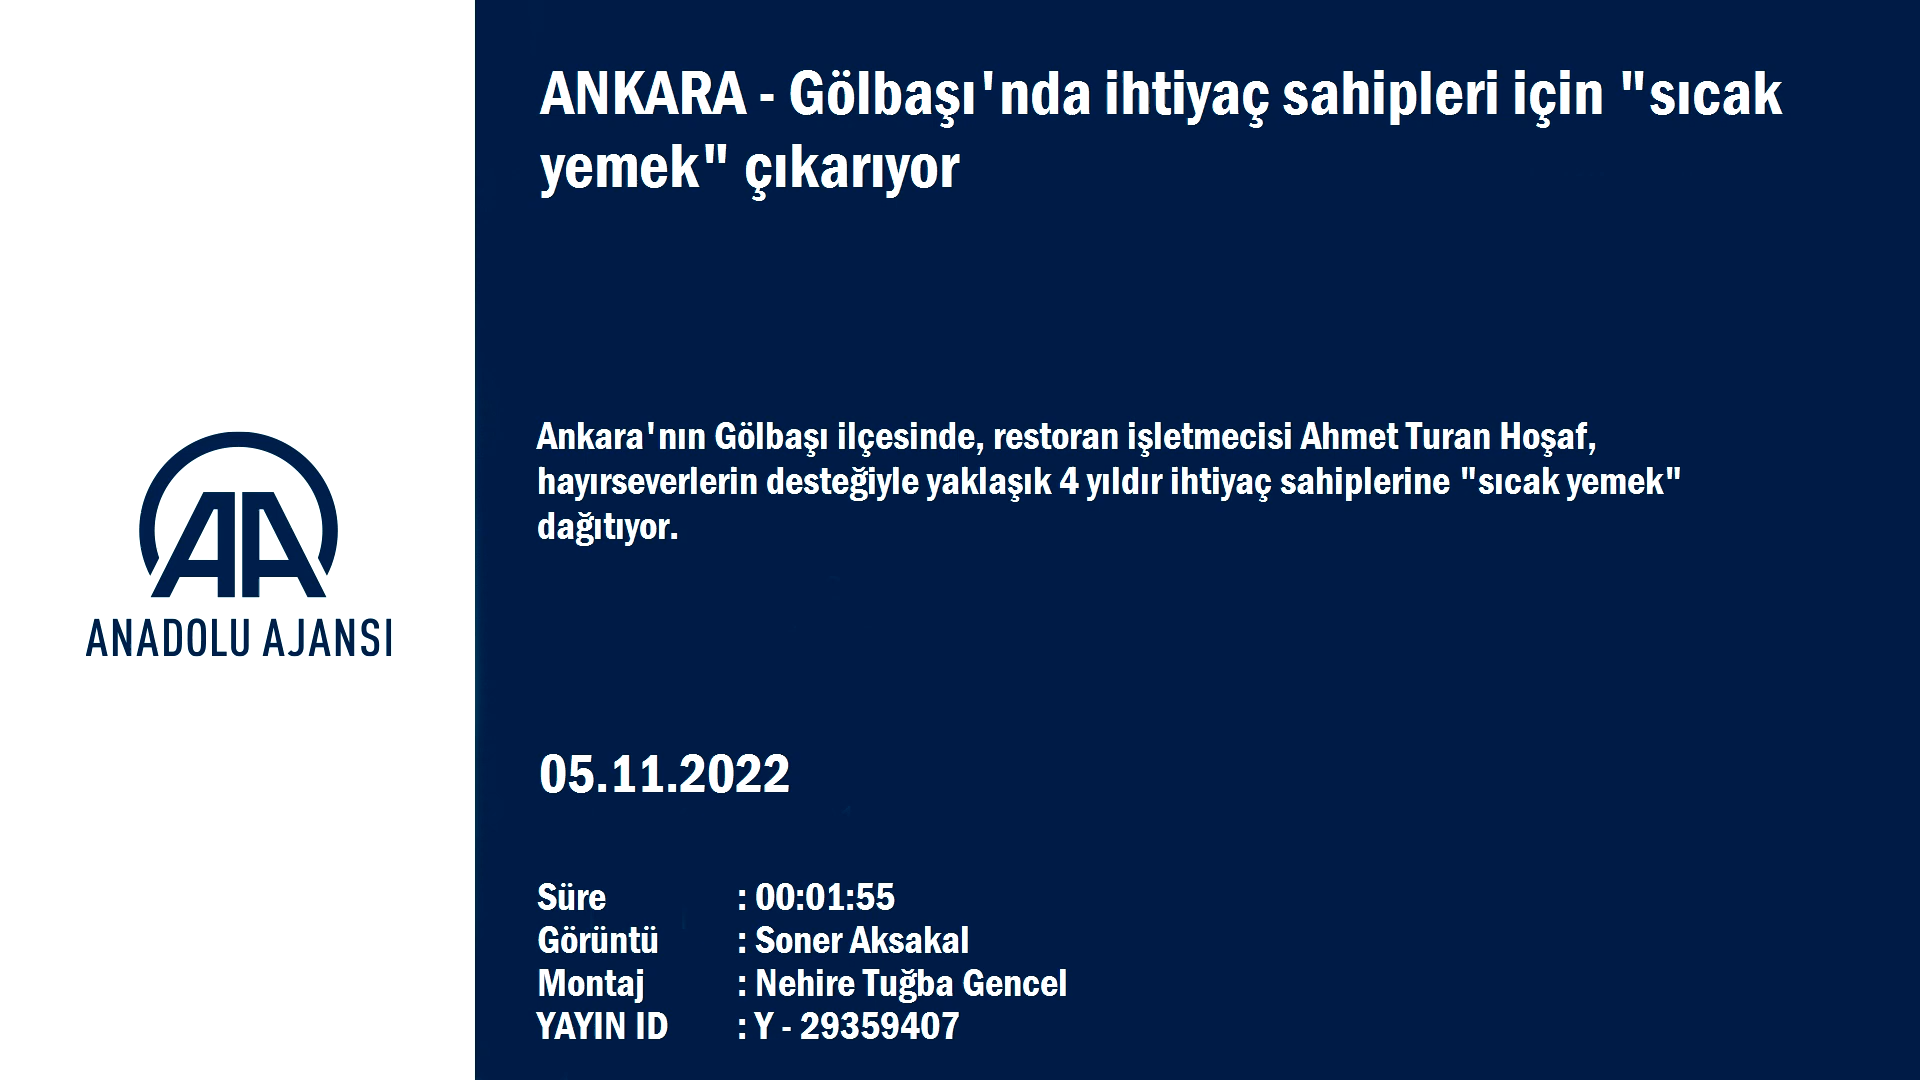 ANKARA - Gölbaşı'nda ihtiyaç sahipleri için "sıcak
yemek" çıkarıyor
Ankara'nın Gölbaşı ilçesinde, restoran işletmecisi Ahmet Turan Hoşaf,
hayırseverlerin desteğiyle yaklaşık 4 yıldır ihtiyaç sahiplerine "sıcak yemek"
dağıtıyor.
AA
ANADOLU AJANSI
05.11.2022
Süre : 00:01:55
Görüntü : Soner Aksakal
Montaj : Nehire Tuğba Gencel
YAYIN ID : Y - 29359407